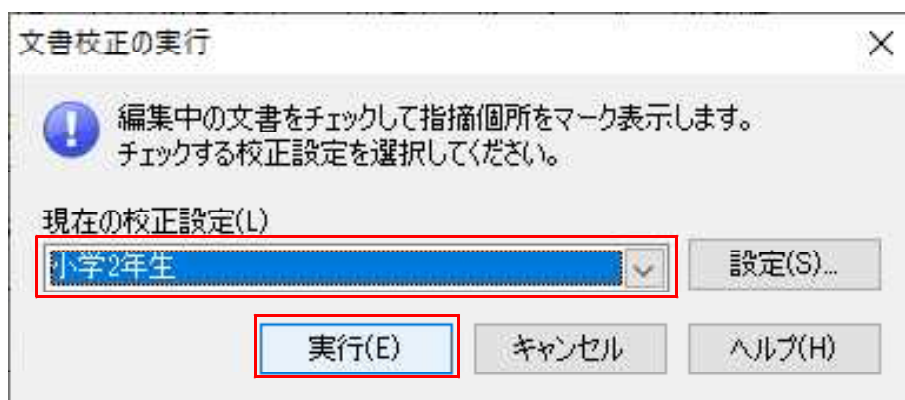 文書校正の実行
編集中の文書をチェックして指摘個所をマーク表示します。
チェックする校正設定を選択してください。
現在の校正設定(L)
小学2年生
設定(S)...
実行(E)
キャンセル
ヘルプ(H)